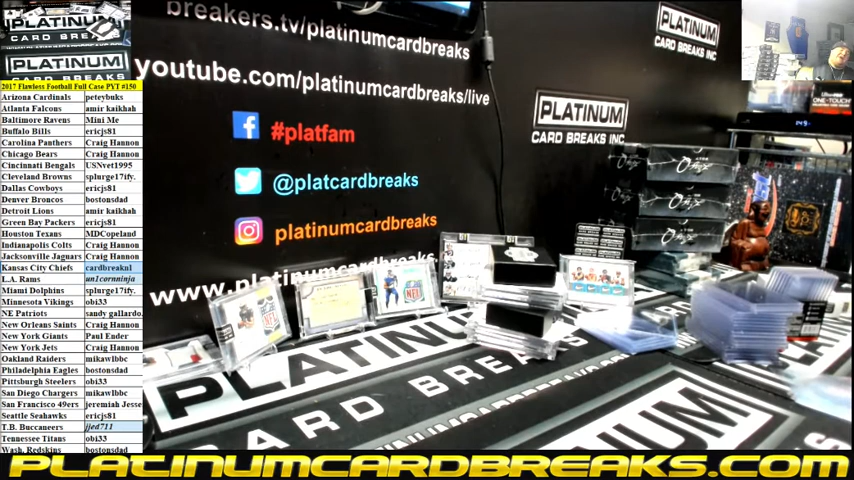 PLATINUM
CARD BREAKS
PLATINUM
2017 Flawless Football Full Case PYT #150
Arizona Cardinals peteybuks
Atlanta Falcons amir kaikhah
Baltimore Ravens Mini Me
Buffalo Bills ericjs81
Carolina Panthers Craig Hannon
Chicago Bears Craig Hannon
Cincinnati Bengals USNvet1995
Cleveland Browns splurge17ify.
Dallas Cowboys ericjs81
Denver Broncos bostonsdad
Detroit Lions amir kaikhah
Green Bay Packers ericjs81
Houston Texans MDCopeland
Indianapolis Colts Craig Hannon
Jacksonville Jaguars Craig Hannon
Kansas City Chiefs cardbreaknl
L.A. Rams un1cornninja
Miami Dolphins splurge17ify.
Minnesota Vikings obi33
NE Patriots sandy gallardo.
New Orleans Saints Craig Hannon
New York Giants Paul Ender
New York Jets Craig Hannon
Oakland Raiders mikawlbbc
Philadelphia Eagles bostonsdad
Pittsburgh Steelers obi33
San Diego Chargers mikawlbbc
San Francisco 49ers jeremiah Jesse
Seattle Seahawks ericjs81
T.B. Buccaneers jjed711
Tennessee Titans obi33
Wash. Redskins bostonsdad
breakers.tv/platinumcardbreaks
youtube.com/platinumcardbreaks/live
#platfam
@platcardbreaks
platinumcardbreaks
www.platinumcardbreaks.
PLATINUM
CARD BREAKS INC
PLATINUM
CARD BREAKS INC
ONE-TOUCH
NFL
NFL
PLATINUM
CARD BREAKS
PLATINUM
PLATINUMCARDBREAKS.COM